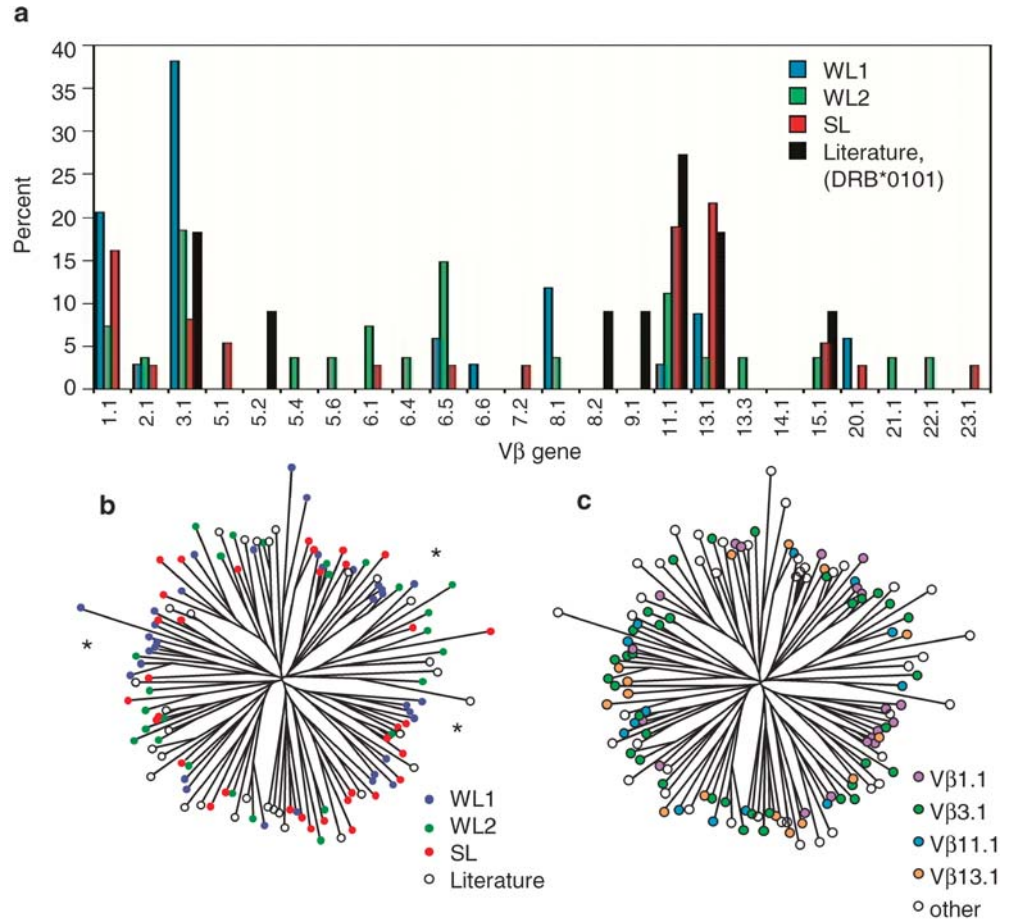 a
40
35
30
25
20
15
10
5
0
Percent
WL1
WL2
SL
Literature,
(DRB*0101)
1.1 2.1 3.1 5.1 5.2 5.4 5.6 6.1 6.4 6.5 6.6 7.2 8.1 8.2 9.1 11.1 13.1 13.3 14.1 15.1 20.1 21.1 22.1 23.1
Vβ gene
b
*
*
*
WL1
WL2
SL
Literature
c
Vβ1.1
Vβ3.1
Vβ11.1
Vβ13.1
other